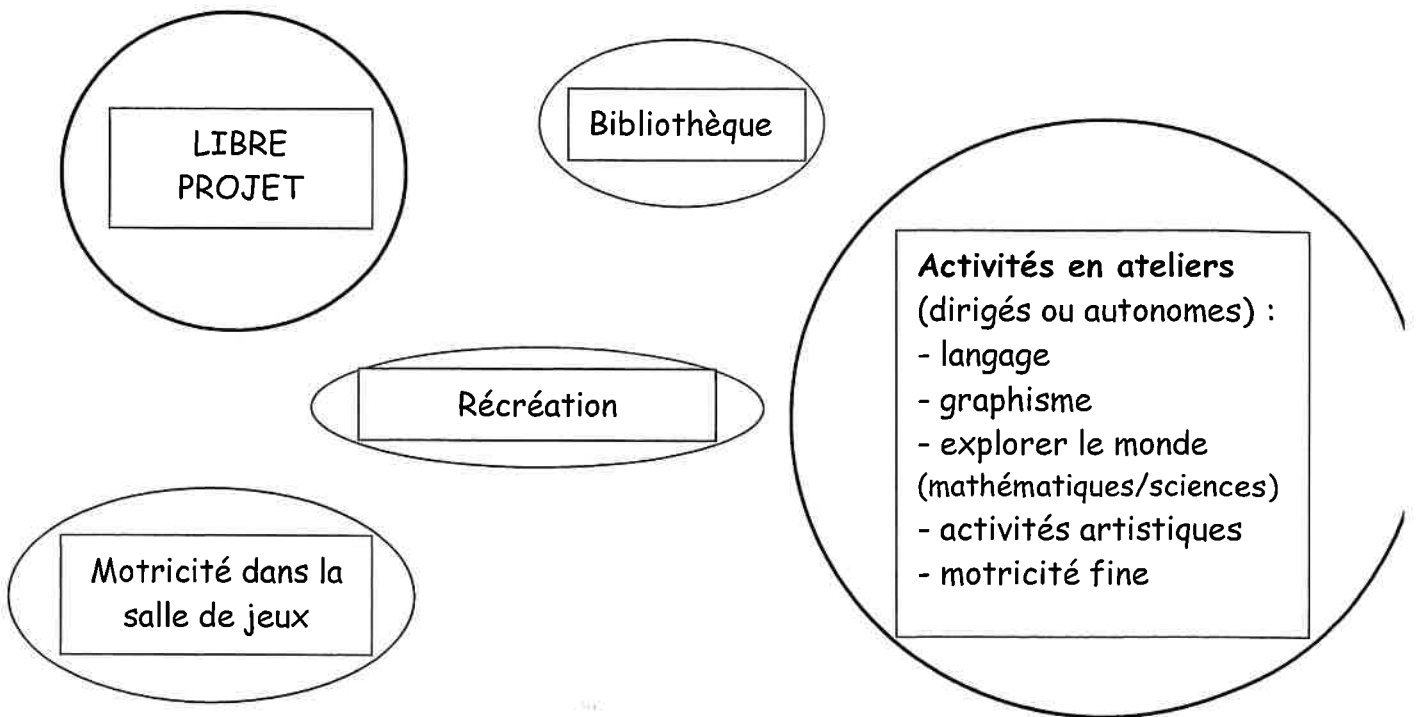 LIBRE
PROJET
Bibliothèque
Activités en ateliers
(dirigés ou autonomes) :
- langage
- graphisme
- explorer le monde
(mathématiques/sciences)
- activités artistiques
- motricité fine
Récréation
Motricité dans la
salle de jeux